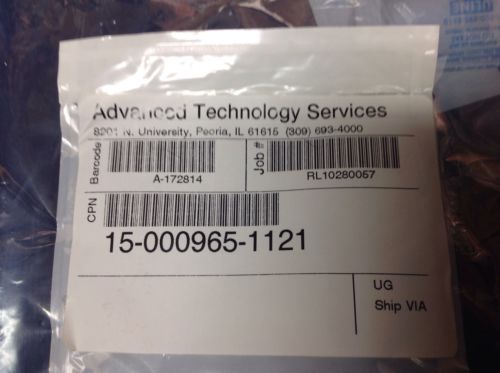 Advanced Technology Services
8201 N. University, Peoria, IL 61615 (309) 693-4000
Barcode
A-172814
Job #
RL10280057
CPN
15-000965-1121
UG
Ship VIA